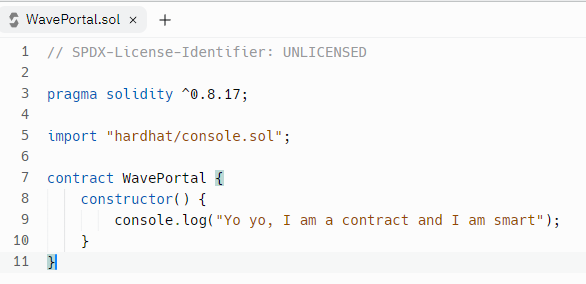 WavePortal.sol × +
1 // SPDX-License-Identifier: UNLICENSED
2
3 pragma solidity ^0.8.17;
4
5 import "hardhat/console.sol";
6
7 contract WavePortal {
8     constructor() {
9         console.log("Yo yo, I am a contract and I am smart");
10     }
11 }